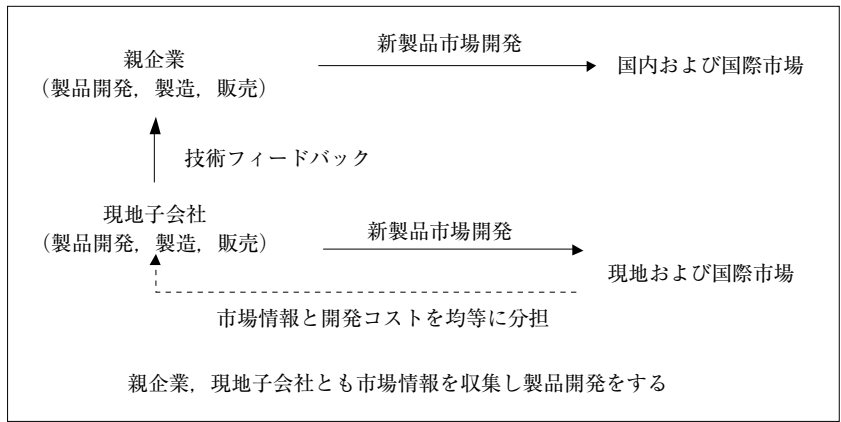 新製品市場開発
親企業
国内および国際市場
（製品開発，製造，販売）
技術フィードバック
現地子会社
新製品市場開発
（製品開発，製造，販売）
現地および国際市場
市場情報と開発コストを均等に分担
親企業，現地子会社とも市場情報を収集し製品開発をする